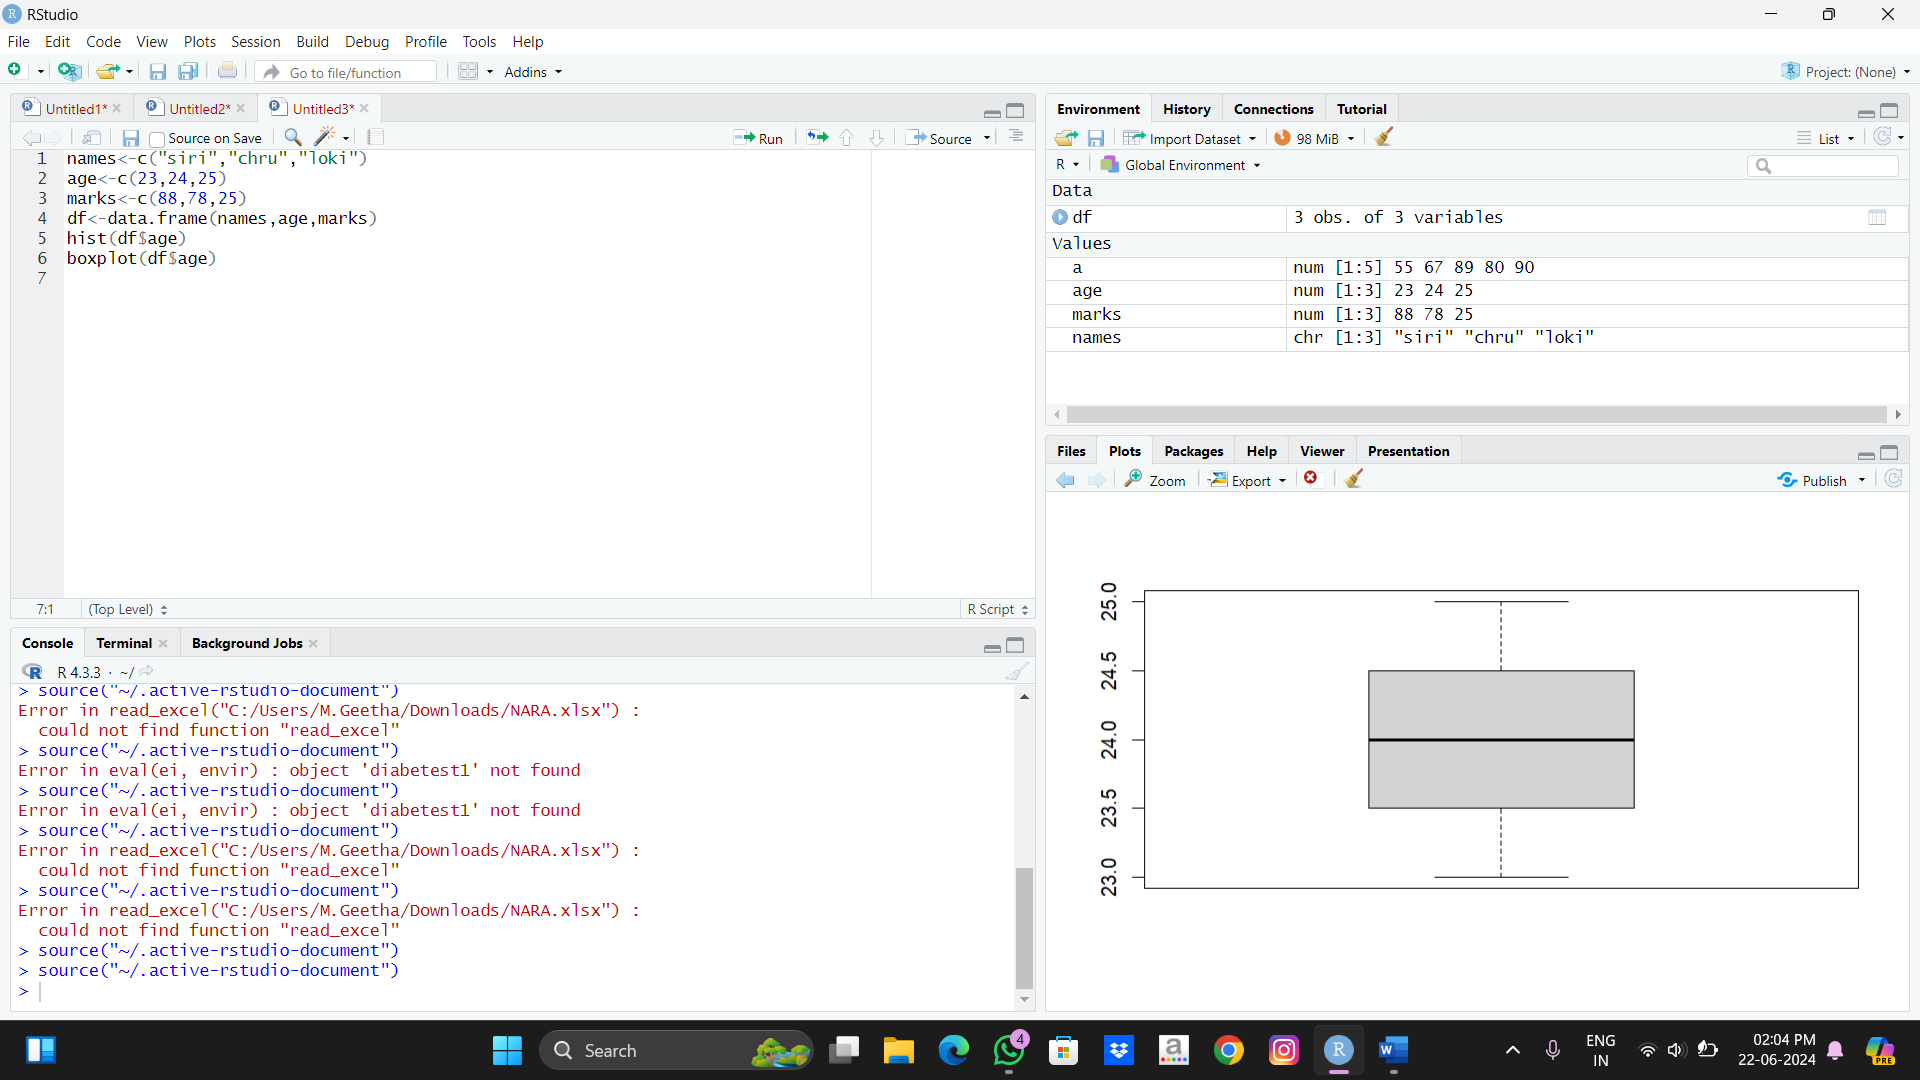 RStudio
File Edit Code View Plots Session Build Debug Profile Tools Help
Go to file/function Addins Project: (None)
Untitled1* Untitled2* Untitled3*
Source on Save Run Source
1 names<-c("siri","chru","loki")
2 age<-c(23,24,25)
3 marks<-c(88,78,25)
4 df<-data.frame(names,age,marks)
5 hist(df$age)
6 boxplot(df$age)
7
7:1 (Top Level) R Script
Console Terminal Background Jobs
R 4.3.3 · ~/
> source("~/.active-rstudio-document")
Error in read_excel("C:/Users/M.Geetha/Downloads/NARA.xlsx") :
could not find function "read_excel"
> source("~/.active-rstudio-document")
Error in eval(ei, envir) : object 'diabetest1' not found
> source("~/.active-rstudio-document")
Error in eval(ei, envir) : object 'diabetest1' not found
> source("~/.active-rstudio-document")
Error in read_excel("C:/Users/M.Geetha/Downloads/NARA.xlsx") :
could not find function "read_excel"
> source("~/.active-rstudio-document")
Error in read_excel("C:/Users/M.Geetha/Downloads/NARA.xlsx") :
could not find function "read_excel"
> source("~/.active-rstudio-document")
> source("~/.active-rstudio-document")
>
Environment History Connections Tutorial
Import Dataset 98 MiB List
R Global Environment
Data
df 3 obs. of 3 variables
Values
a num [1:5] 55 67 89 80 90
age num [1:3] 23 24 25
marks num [1:3] 88 78 25
names chr [1:3] "siri" "chru" "loki"
Files Plots Packages Help Viewer Presentation
Zoom Export Publish
25.0
24.5
24.0
23.5
23.0
Search
4
a
R
W
ENG
IN
02:04 PM
22-06-2024
PRE